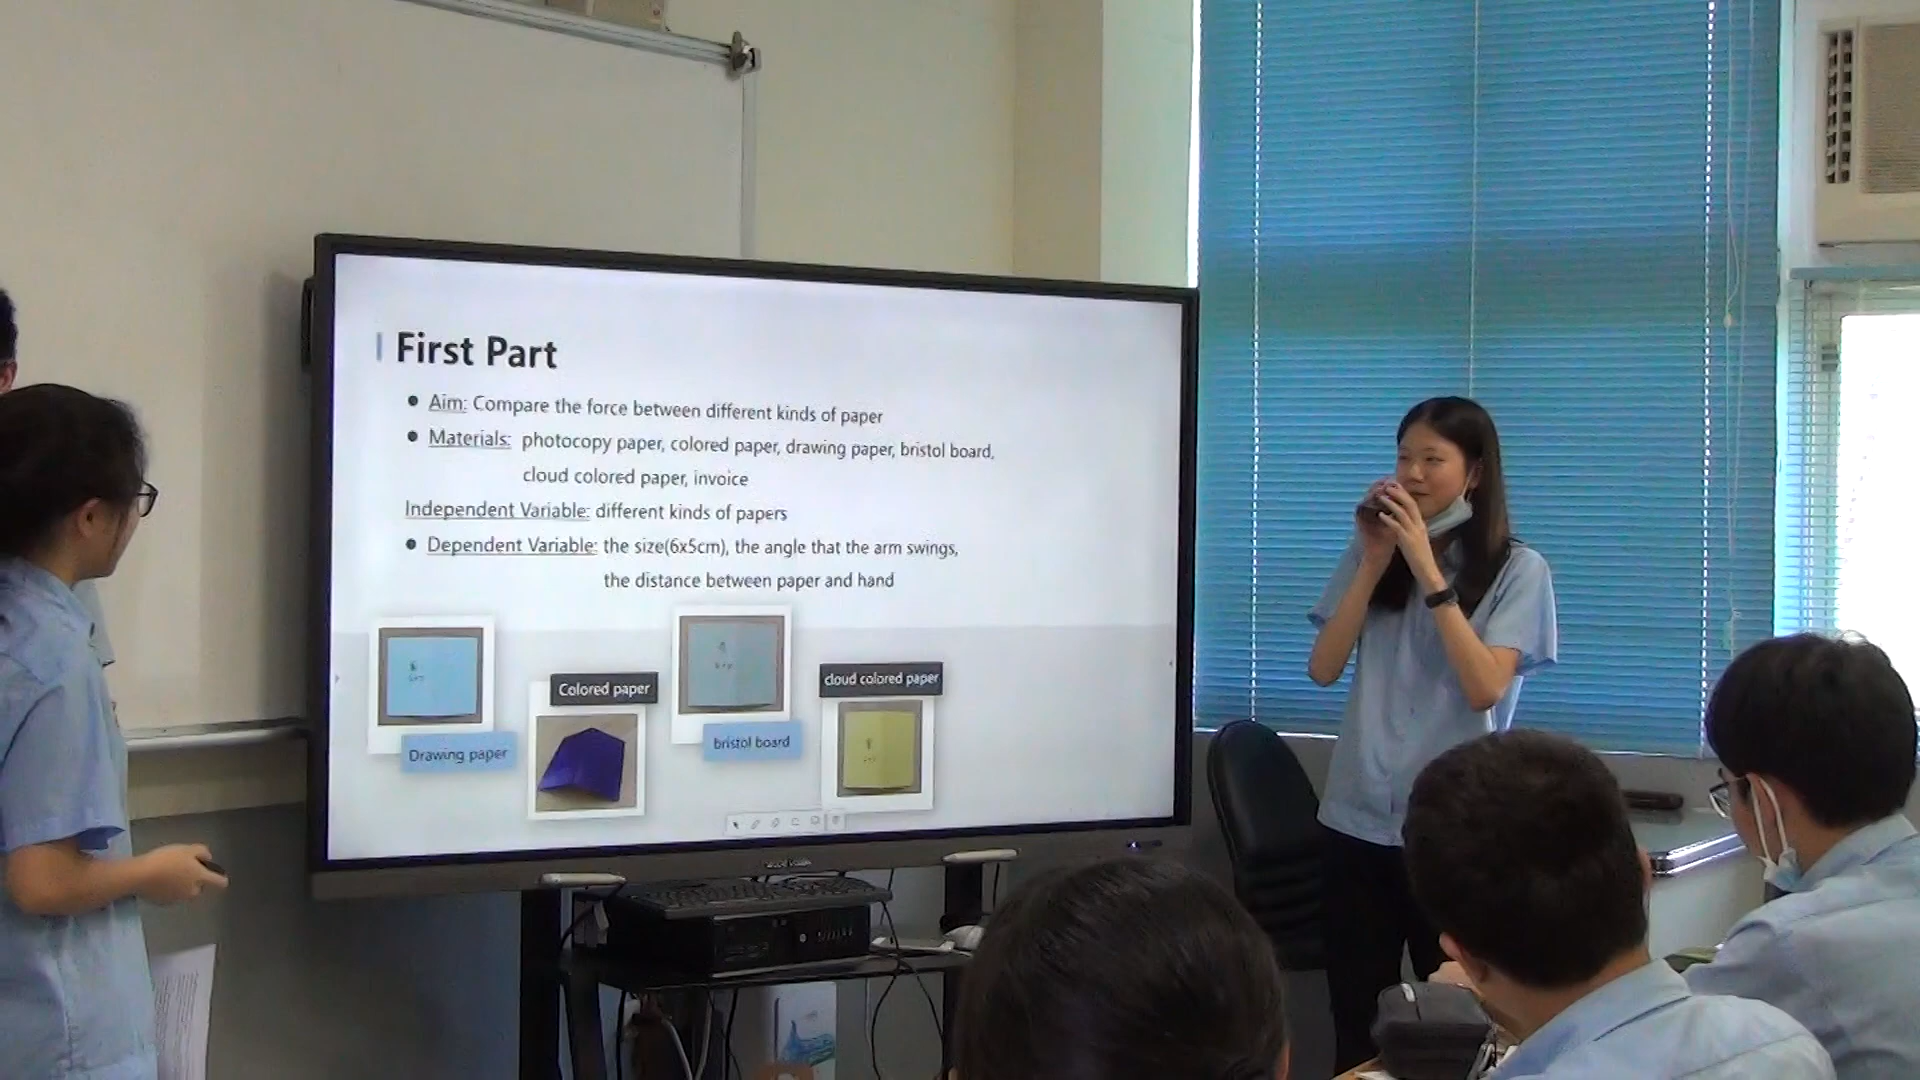 First Part
Aim: Compare the force between different kinds of paper
Materials: photocopy paper, colored paper, drawing paper, bristol board,
cloud colored paper, invoice
Independent Variable: different kinds of papers
Dependent Variable: the size(6x5cm), the angle that the arm swings,
the distance between paper and hand
Drawing paper
Colored paper
bristol board
cloud colored paper